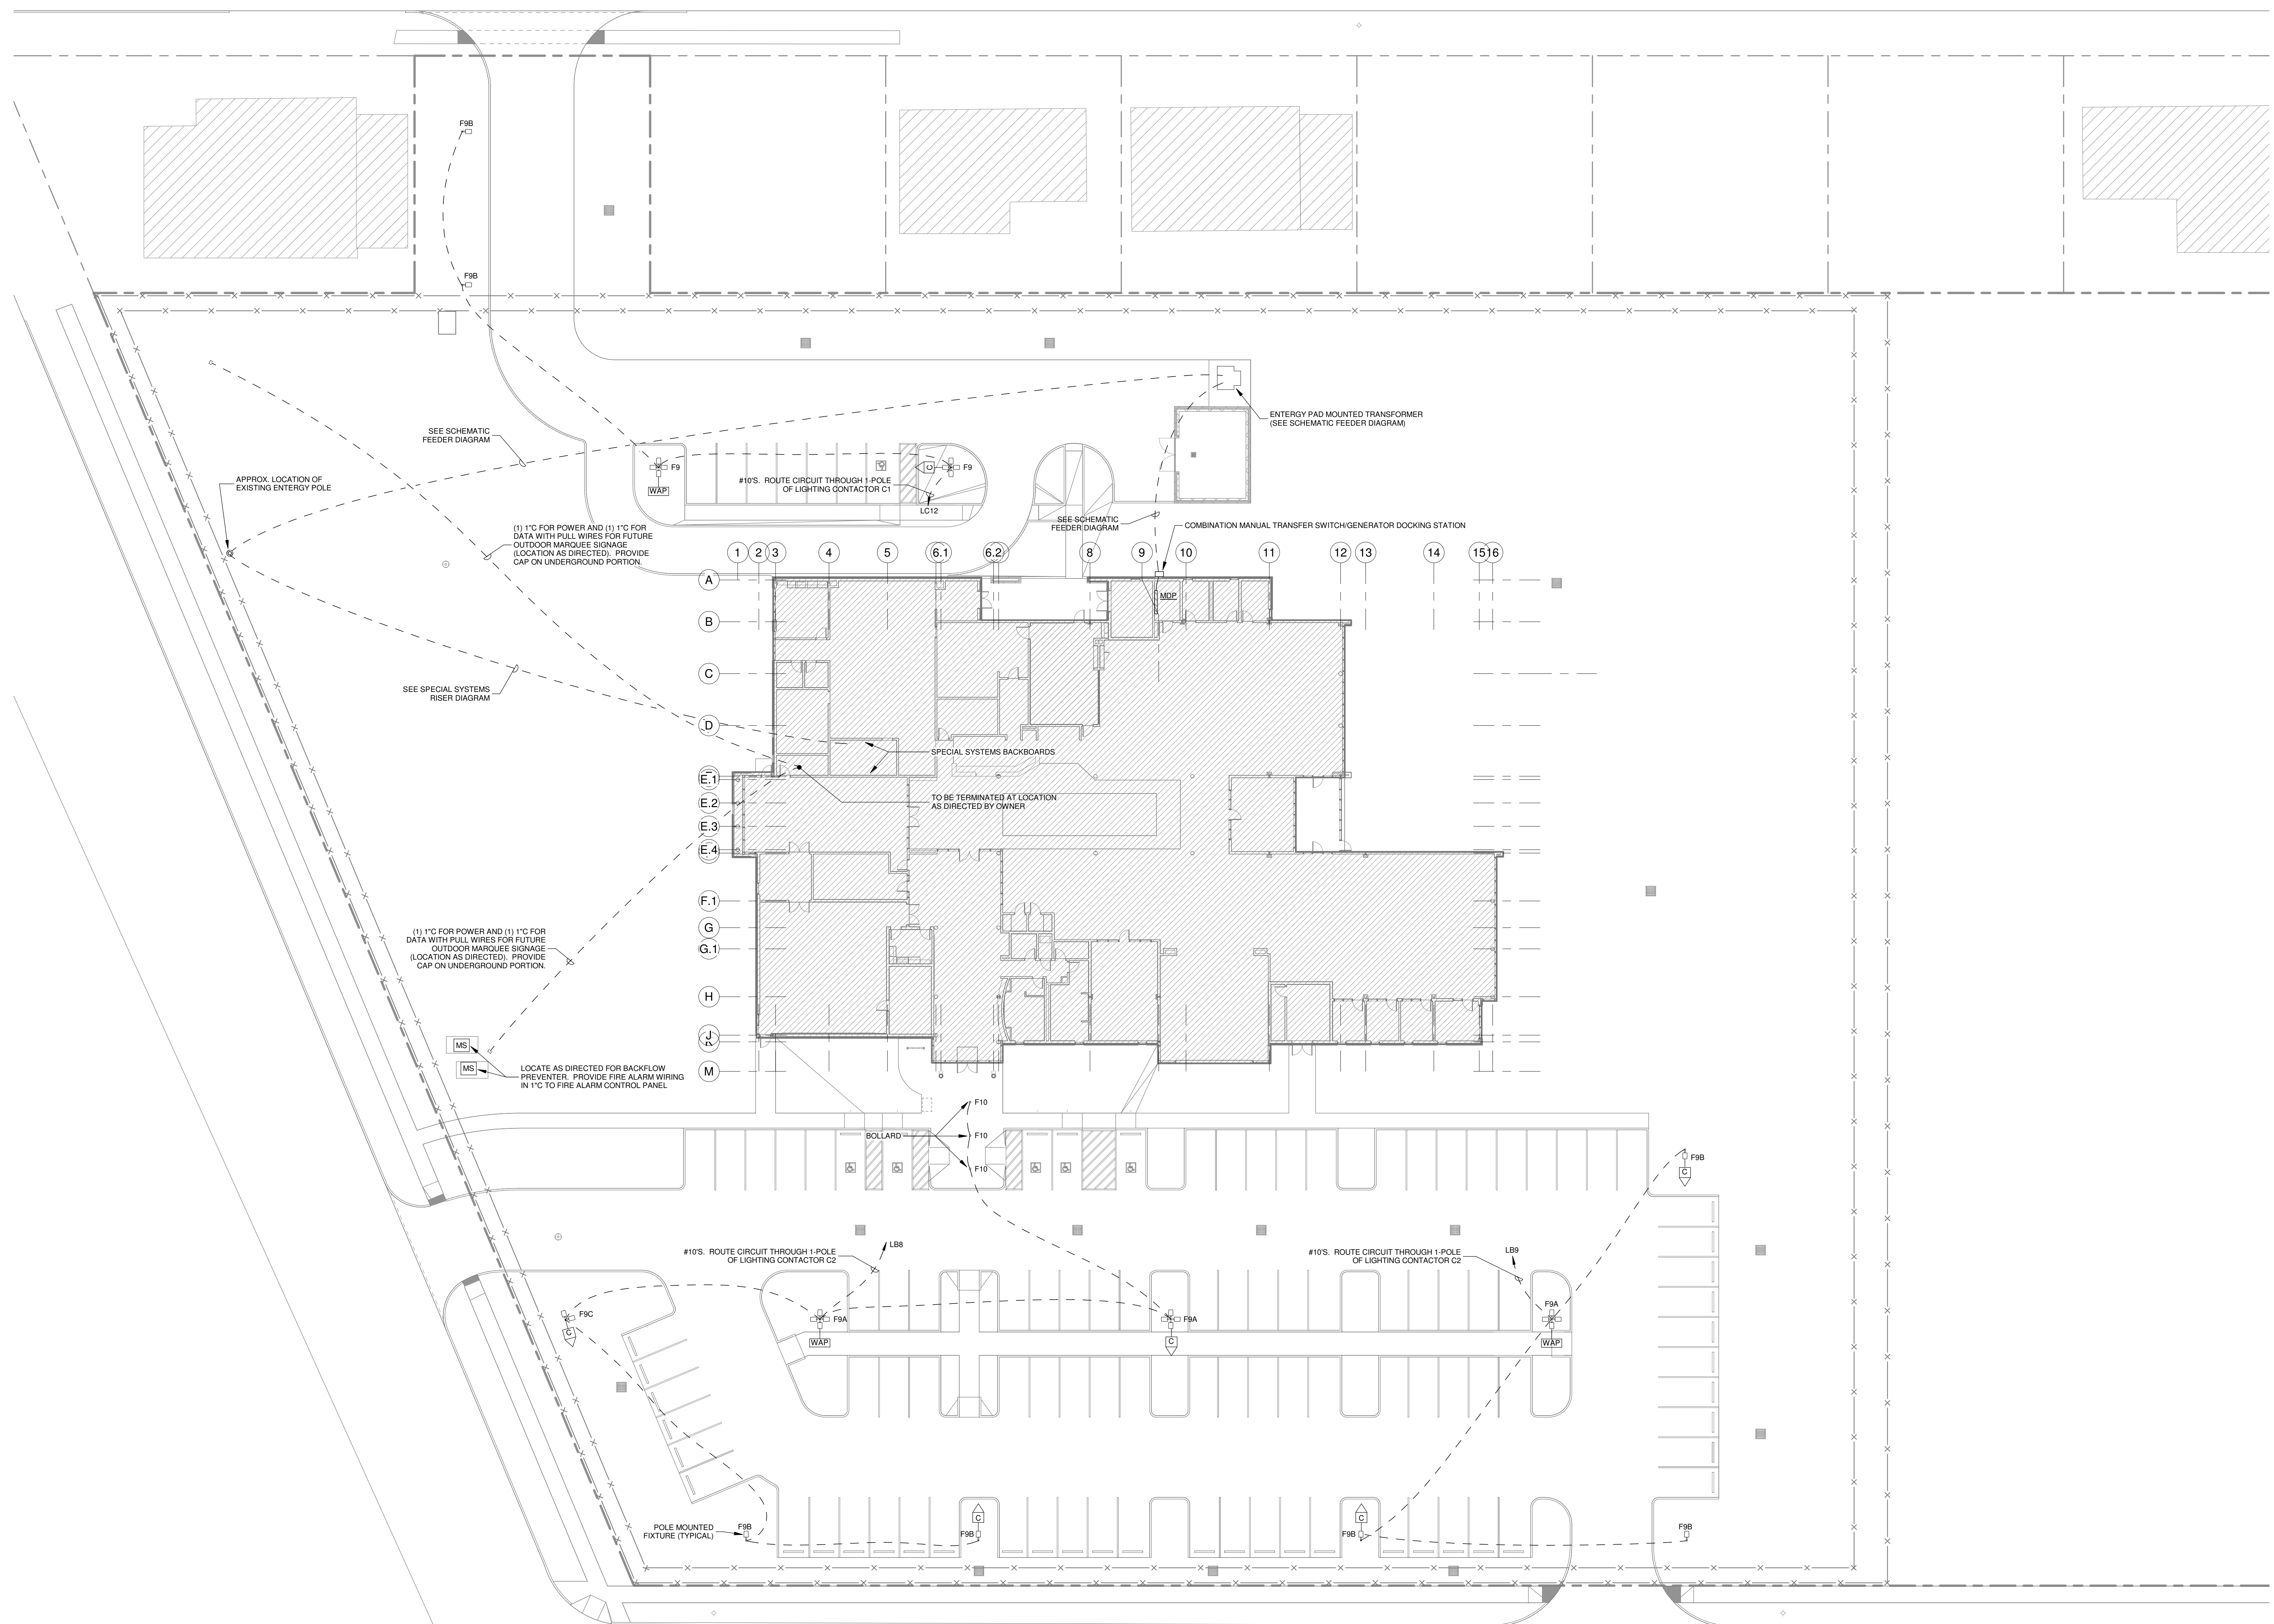 F9B
F9B
ENTERGY PAD MOUNTED TRANSFORMER
(SEE SCHEMATIC FEEDER DIAGRAM)
SEE SCHEMATIC
FEEDER DIAGRAM
F9
WAP
C
F9
#10'S. ROUTE CIRCUIT THROUGH 1-POLE
OF LIGHTING CONTACTOR C1
LC12
APPROX. LOCATION OF
EXISTING ENTERGY POLE
(1) 1"C FOR POWER AND (1) 1"C FOR
DATA WITH PULL WIRES FOR FUTURE
OUTDOOR MARQUEE SIGNAGE
(LOCATION AS DIRECTED). PROVIDE
CAP ON UNDERGROUND PORTION.
SEE SCHEMATIC
FEEDER DIAGRAM
COMBINATION MANUAL TRANSFER SWITCH/GENERATOR DOCKING STATION
1
2
3
4
5
6.1
6.2
8
9
10
11
12
13
14
15
16
A
B
C
D
E.1
E.2
E.3
E.4
F.1
G
G.1
H
J
K
M
MDP
SEE SPECIAL SYSTEMS
RISER DIAGRAM
SPECIAL SYSTEMS BACKBOARDS
TO BE TERMINATED AT LOCATION
AS DIRECTED BY OWNER
(1) 1"C FOR POWER AND (1) 1"C FOR
DATA WITH PULL WIRES FOR FUTURE
OUTDOOR MARQUEE SIGNAGE
(LOCATION AS DIRECTED). PROVIDE
CAP ON UNDERGROUND PORTION.
MS
MS
LOCATE AS DIRECTED FOR BACKFLOW
PREVENTER. PROVIDE FIRE ALARM WIRING
IN 1"C TO FIRE ALARM CONTROL PANEL
F10
BOLLARD
F10
F10
F9B
C
#10'S. ROUTE CIRCUIT THROUGH 1-POLE
OF LIGHTING CONTACTOR C2
LB8
#10'S. ROUTE CIRCUIT THROUGH 1-POLE
OF LIGHTING CONTACTOR C2
LB9
F9C
C
F9A
WAP
F9A
C
F9A
WAP
POLE MOUNTED
FIXTURE (TYPICAL)
F9B
C
F9B
C
F9B
F9B